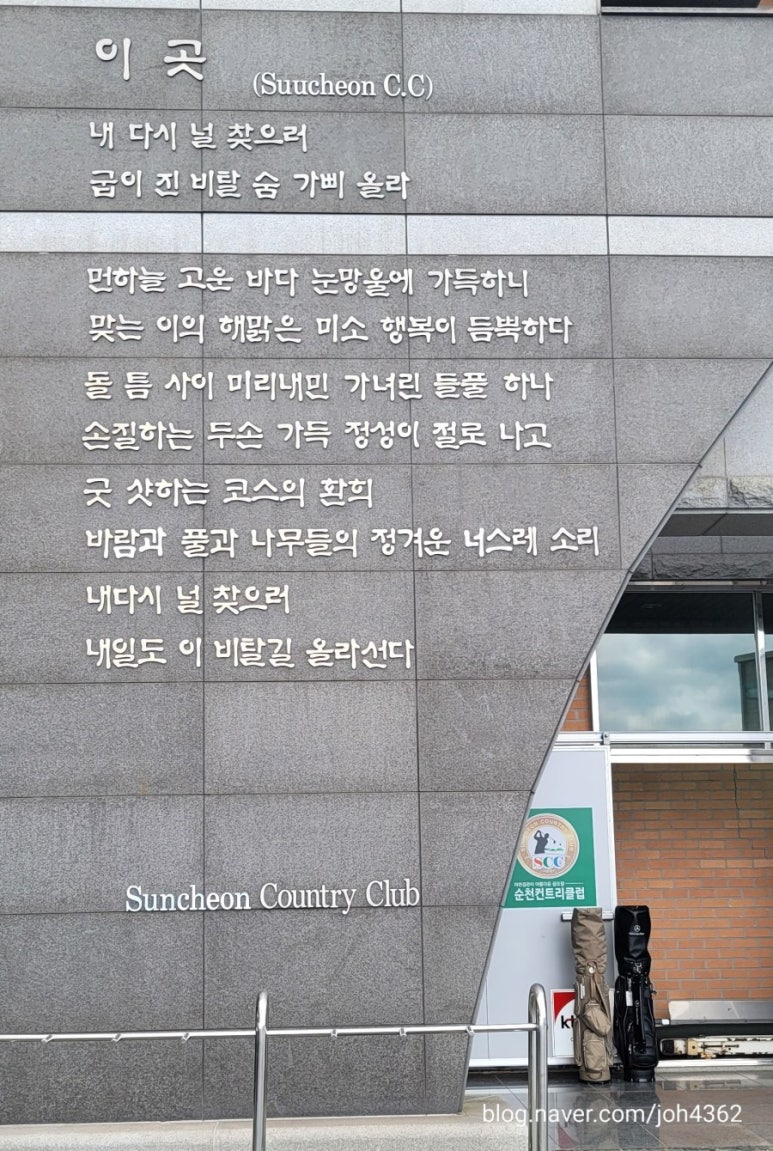 이 곳
(Suucheon C.C)
내 다시 널 찾으러
굽이 진 비탈 숨 가삐 올라
먼하늘 고운 바다 눈망울에 가득하니
맞는 이의 해맑은 미소 행복이 듬뿍하다
돌 틈 사이 미리내민 가녀린 들풀 하나
손질하는 두손 가득 정성이 절로 나고
굿 샷하는 코스의 환희
바람과 풀과 나무들의 정겨운 너스레 소리
내다시 널 찾으러
내일도 이 비탈길 올라선다
Suncheon Country Club
SCC
순천컨트리클럽
kt
blog.naver.com/joh4362